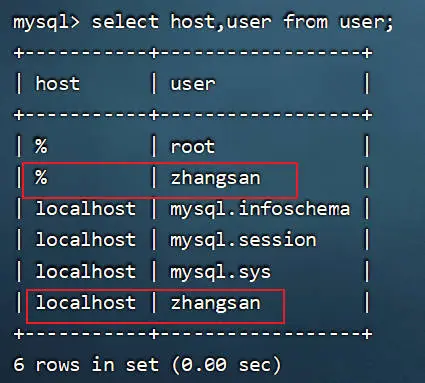 mysql> select host,user from user;
+-----------+------------------+
| host      | user             |
+-----------+------------------+
| %         | root             |
| %         | zhangsan         |
| localhost | mysql.infoschema |
| localhost | mysql.session    |
| localhost | mysql.sys        |
| localhost | zhangsan         |
+-----------+------------------+
6 rows in set (0.00 sec)